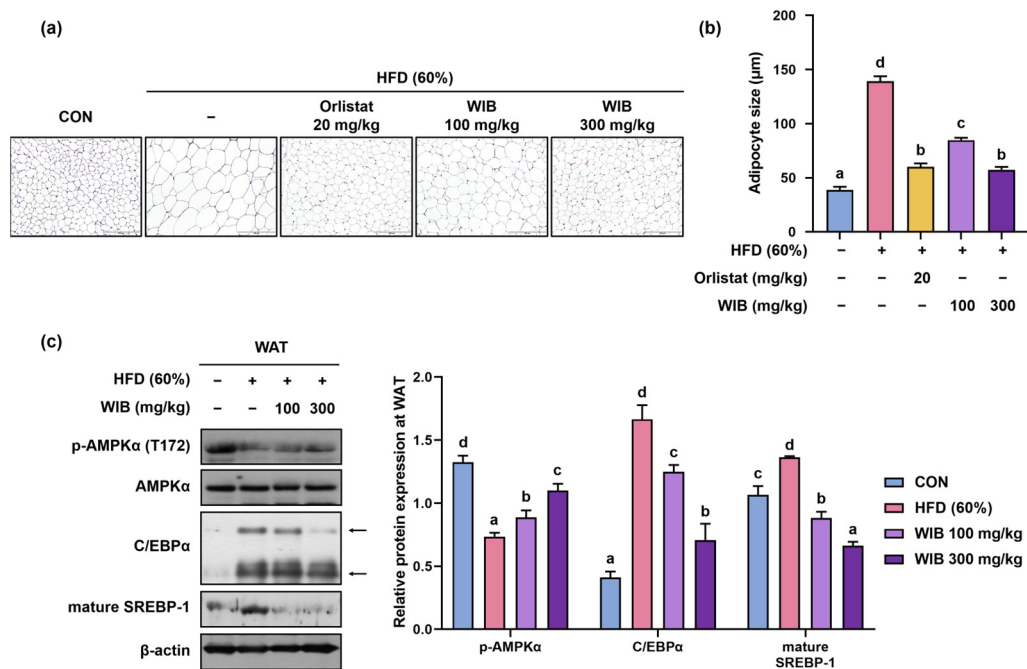 (a)
HFD (60%)
CON
–
Orlistat
20 mg/kg
WIB
100 mg/kg
WIB
300 mg/kg
(b)
Adipocyte size (μm)
200
150
100
50
0
a
d
b
c
b
HFD (60%) – + + + +
Orlistat (mg/kg) – – 20 – –
WIB (mg/kg) – – – 100 300
(c)
WAT
HFD (60%) – + + +
WIB (mg/kg) – – 100 300
p-AMPKα (T172)
AMPKα
C/EBPα
mature SREBP-1
β-actin
Relative protein expression at WAT
2.0
1.5
1.0
0.5
0.0
d
a
b
c
a
d
c
b
c
d
b
a
p-AMPKα
C/EBPα
mature
SREBP-1
CON
HFD (60%)
WIB 100 mg/kg
WIB 300 mg/kg